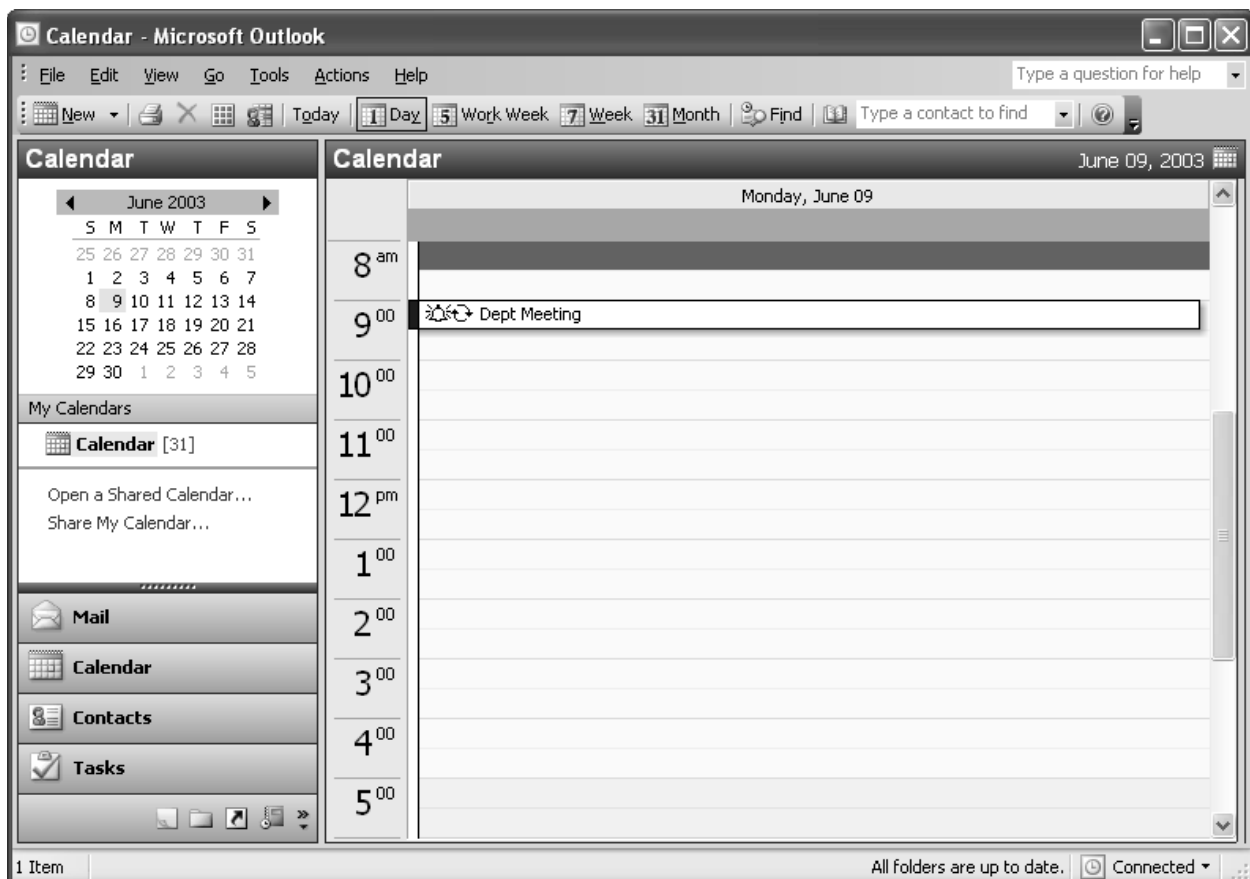 Calendar - Microsoft Outlook
File Edit View Go Tools Actions Help Type a question for help
New Today 1 Day 5 Work Week 7 Week 31 Month Find Type a contact to find
Calendar
June 2003
S M T W T F S
25 26 27 28 29 30 31
1 2 3 4 5 6 7
8 9 10 11 12 13 14
15 16 17 18 19 20 21
22 23 24 25 26 27 28
29 30 1 2 3 4 5
My Calendars
Calendar [31]
Open a Shared Calendar...
Share My Calendar...
Mail
Calendar
Contacts
Tasks
Calendar June 09, 2003
Monday, June 09
8 am
9 00 Dept Meeting
10 00
11 00
12 pm
1 00
2 00
3 00
4 00
5 00
1 Item All folders are up to date. Connected